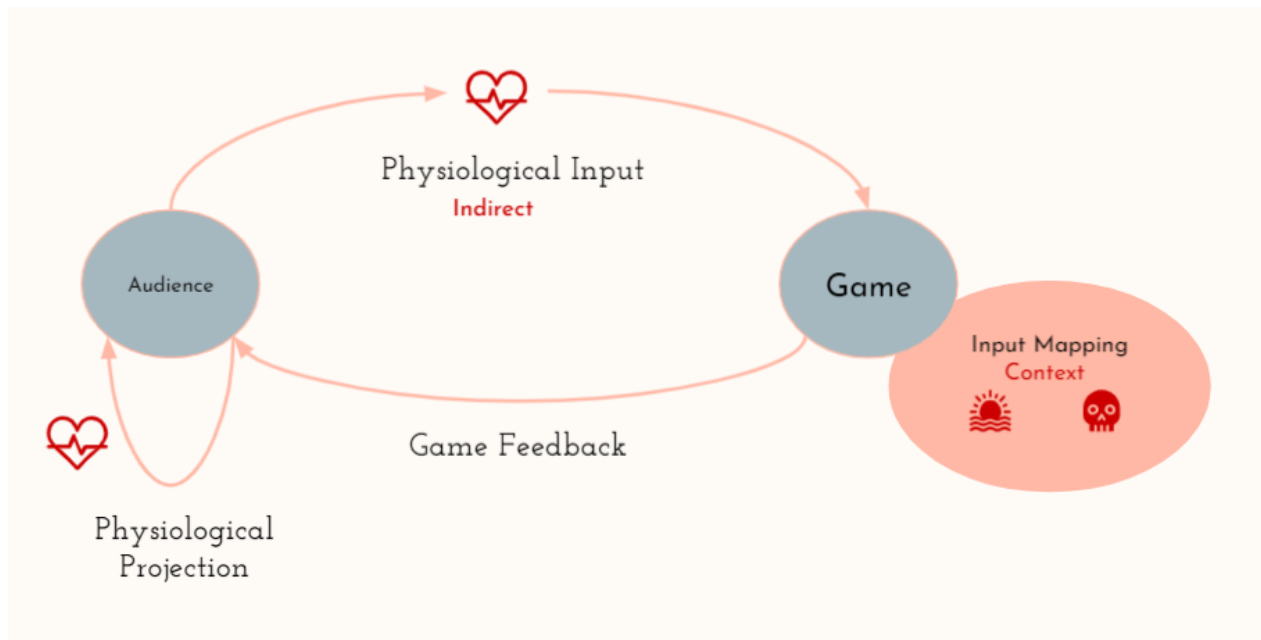 Physiological Input
Indirect
Audience
Game
Input Mapping
Context
Game Feedback
Physiological
Projection